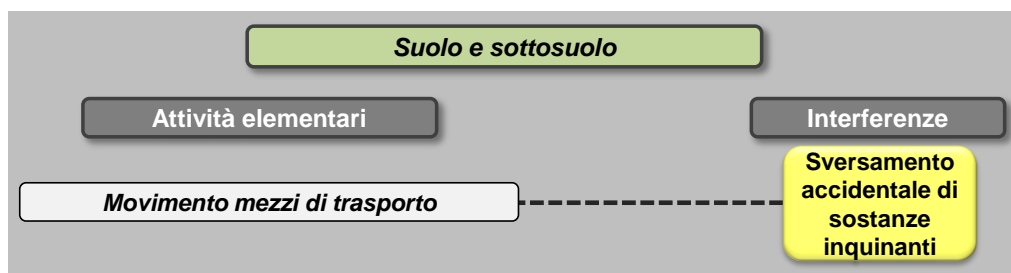 Suolo e sottosuolo
Attività elementari
Interferenze
Movimento mezzi di trasporto
Sversamento
accidentale di
sostanze
inquinanti